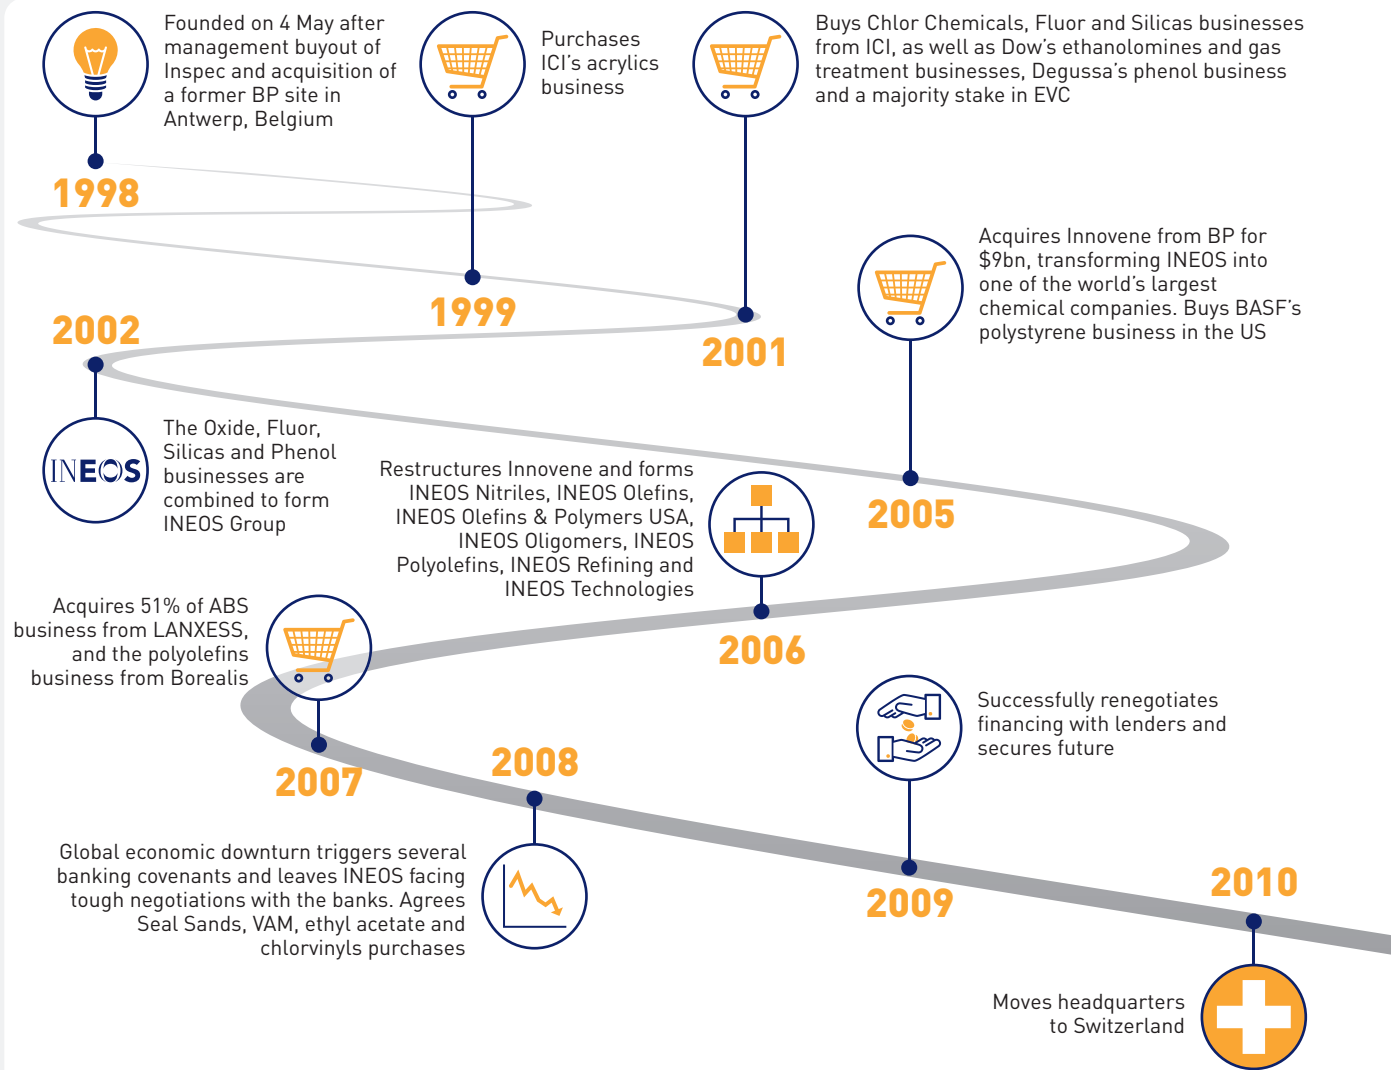 Founded on 4 May after
management buyout of
Inspec and acquisition of
a former BP site in
Antwerp, Belgium
1998
Purchases
ICI's acrylics
business
1999
Buys Chlor Chemicals, Fluor and Silicas businesses
from ICI, as well as Dow's ethanolomines and gas
treatment businesses, Degussa's phenol business
and a majority stake in EVC
2001
2002
INEOS
The Oxide, Fluor,
Silicas and Phenol
businesses are
combined to form
INEOS Group
Acquires Innovene from BP for
$9bn, transforming INEOS into
one of the world's largest
chemical companies. Buys BASF's
polystyrene business in the US
2005
Restructures Innovene and forms
INEOS Nitriles, INEOS Olefins,
INEOS Olefins & Polymers USA,
INEOS Oligomers, INEOS
Polyolefins, INEOS Refining and
INEOS Technologies
2006
Acquires 51% of ABS
business from LANXESS,
and the polyolefins
business from Borealis
2007
2008
Global economic downturn triggers several
banking covenants and leaves INEOS facing
tough negotiations with the banks. Agrees
Seal Sands, VAM, ethyl acetate and
chlorvinyls purchases
Successfully renegotiates
financing with lenders and
secures future
2009
2010
Moves headquarters
to Switzerland